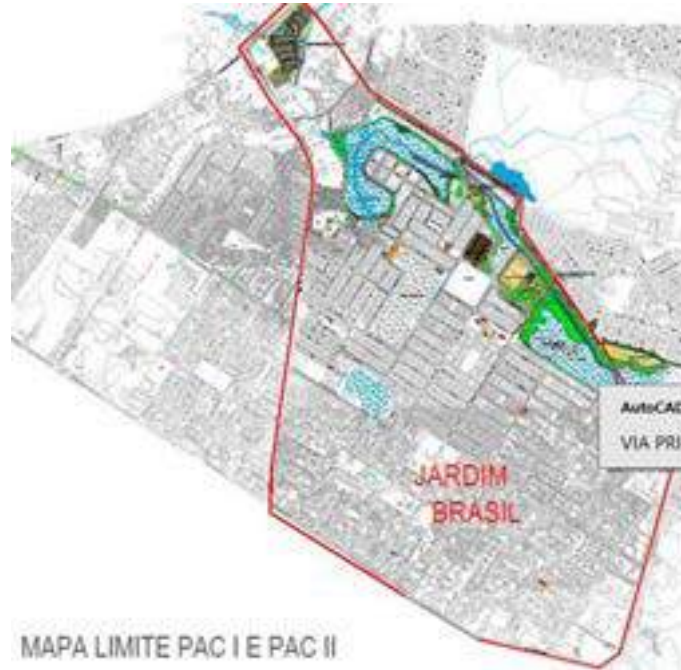 AutoCAD
VIA PRI
JARDIM
BRASIL
MAPA LIMITE PAC I E PAC II